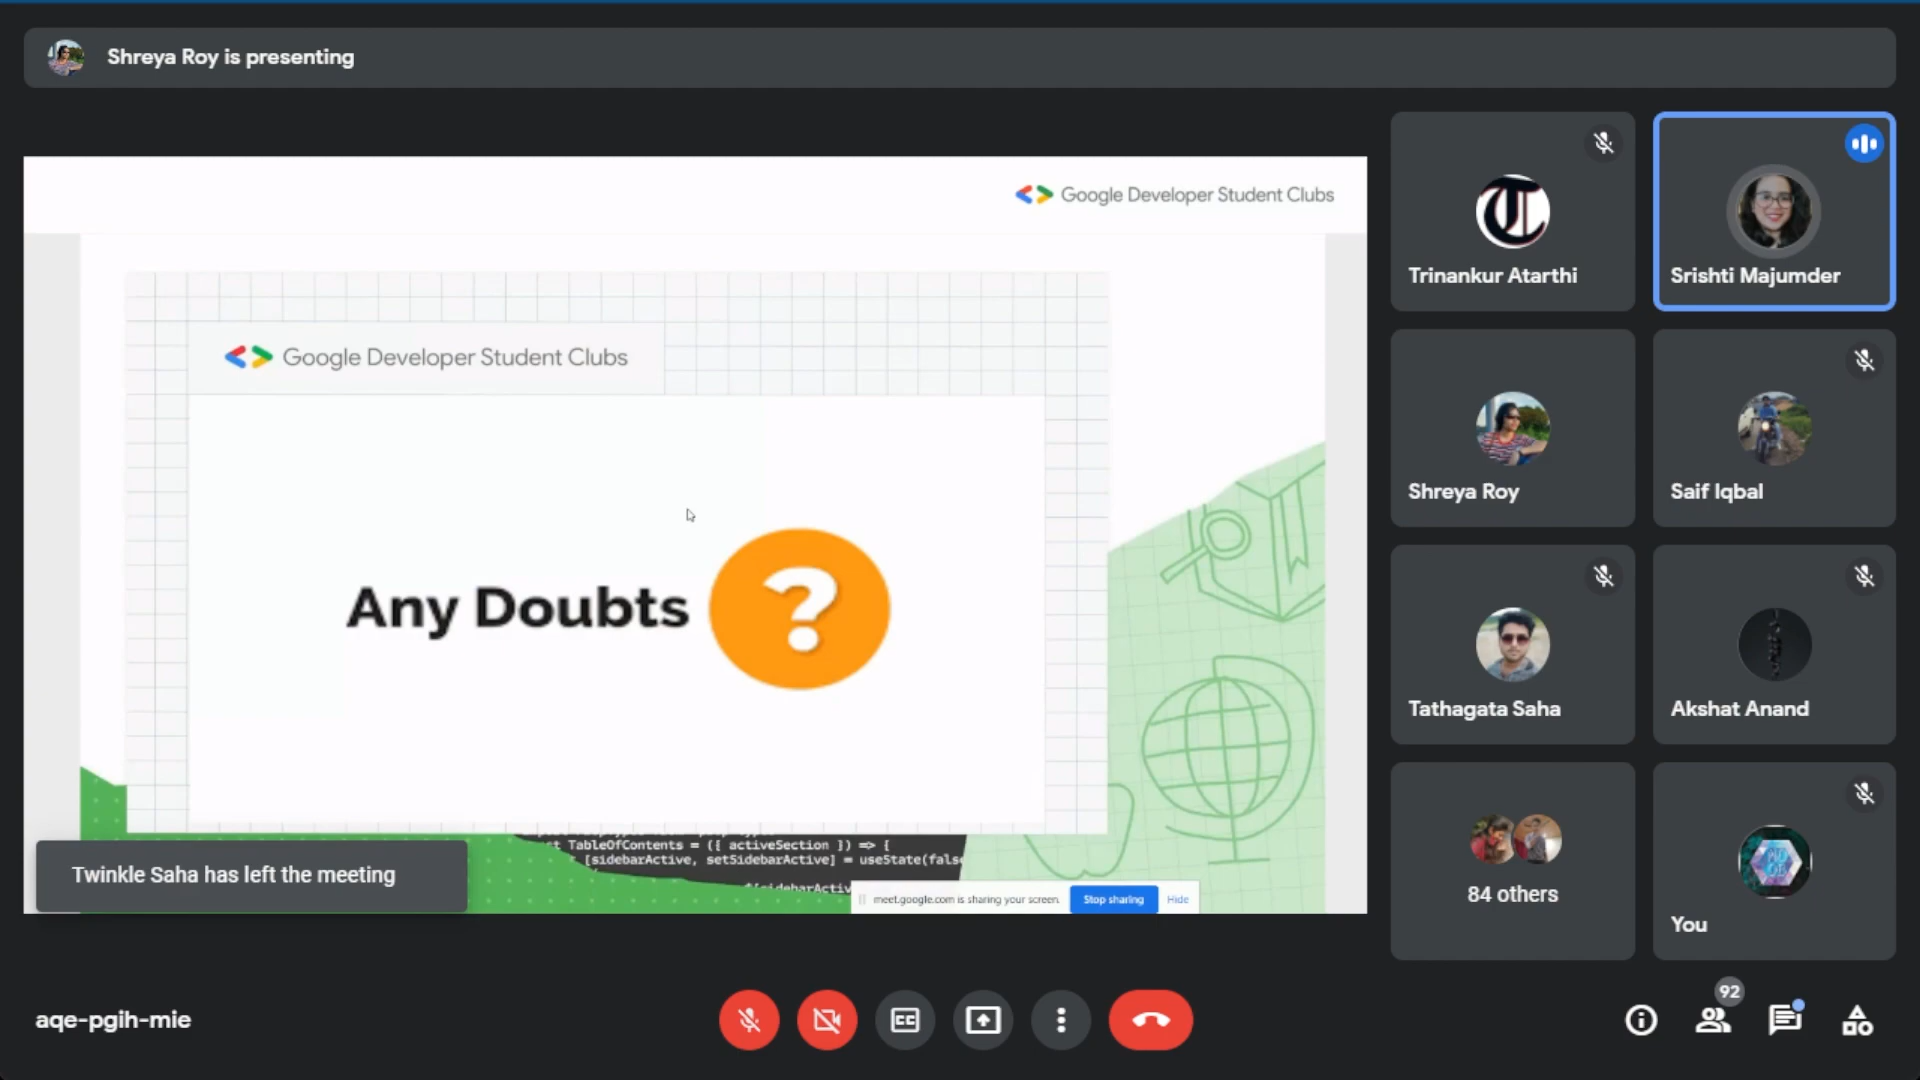 Shreya Roy is presenting
Google Developer Student Clubs
Google Developer Student Clubs
Any Doubts ?
TableOfContents = ({ activeSection }) => {
[sidebarActive, setSidebarActive] = useState(false
meet.google.com is sharing your screen.
Stop sharing
Hide
Twinkle Saha has left the meeting
Trinankur Atarthi
Srishti Majumder
Shreya Roy
Saif Iqbal
Tathagata Saha
Akshat Anand
84 others
You
aqe-pgih-mie
CC
92